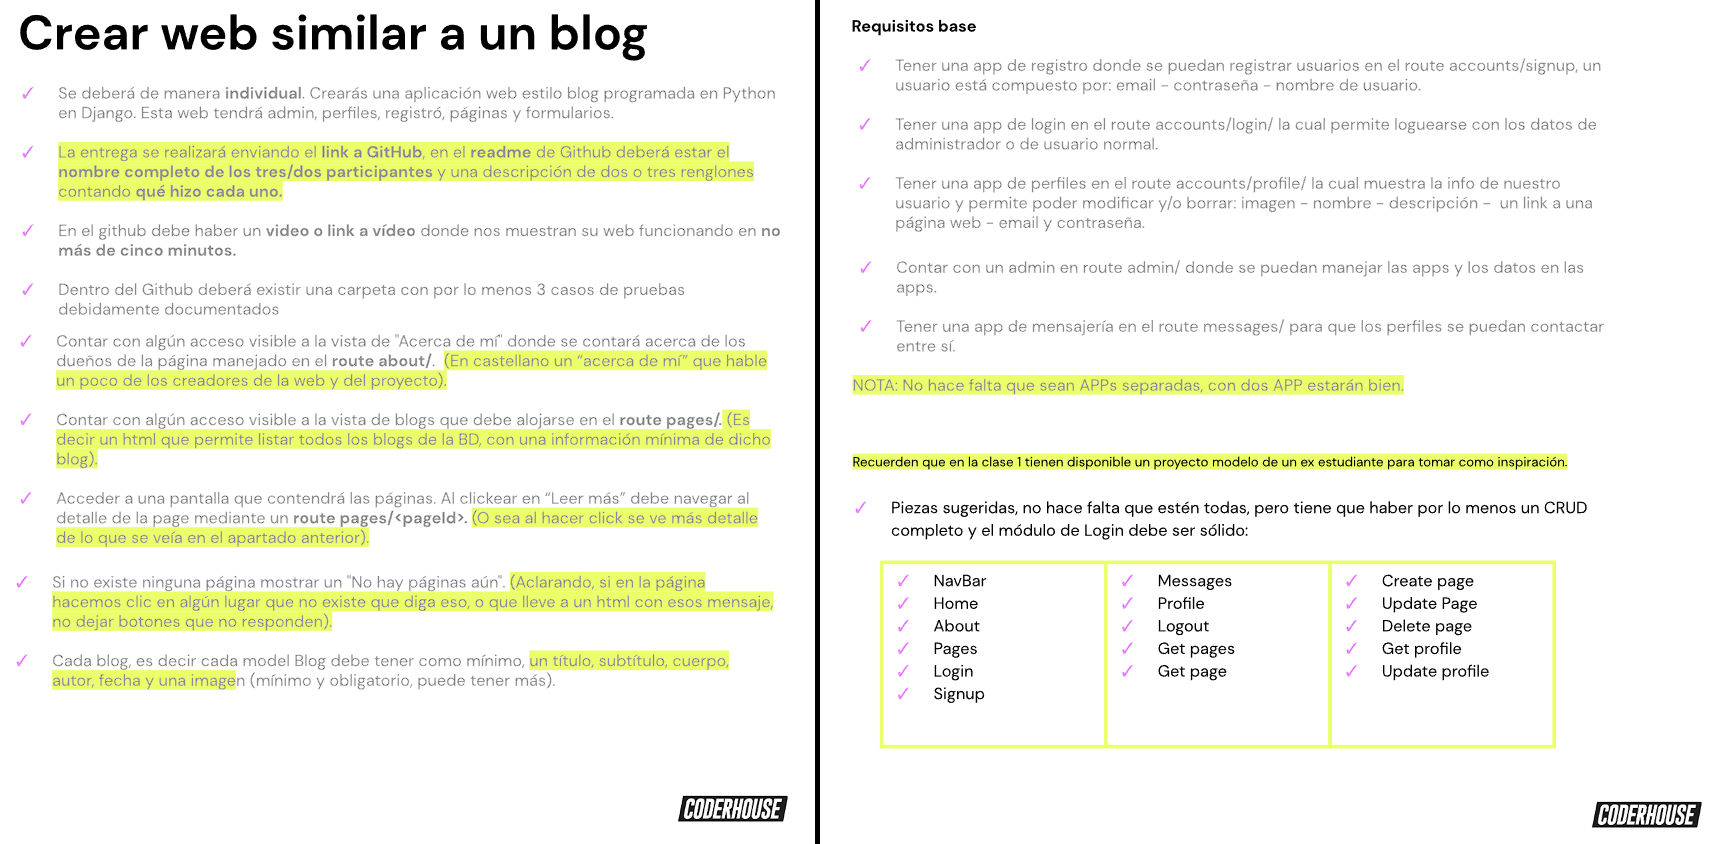 Crear web similar a un blog
✓ Se deberá de manera individual. Crearás una aplicación web estilo blog programada en Python
en Django. Esta web tendrá admin, perfiles, registró, páginas y formularios.
✓ La entrega se realizará enviando el link a GitHub, en el readme de Github deberá estar el
nombre completo de los tres/dos participantes y una descripción de dos o tres renglones
contando qué hizo cada uno.
✓ En el github debe haber un video o link a vídeo donde nos muestran su web funcionando en no
más de cinco minutos.
✓ Dentro del Github deberá existir una carpeta con por lo menos 3 casos de pruebas
debidamente documentados
✓ Contar con algún acceso visible a la vista de "Acerca de mí" donde se contará acerca de los
dueños de la página manejado en el route about/. (En castellano un “acerca de mí” que hable
un poco de los creadores de la web y del proyecto).
✓ Contar con algún acceso visible a la vista de blogs que debe alojarse en el route pages/. (Es
decir un html que permite listar todos los blogs de la BD, con una información mínima de dicho
blog).
✓ Acceder a una pantalla que contendrá las páginas. Al clickear en “Leer más” debe navegar al
detalle de la page mediante un route pages/<pageId>. (O sea al hacer click se ve más detalle
de lo que se veía en el apartado anterior).
✓ Si no existe ninguna página mostrar un "No hay páginas aún". (Aclarando, si en la página
hacemos clic en algún lugar que no existe que diga eso, o que lleve a un html con esos mensaje,
no dejar botones que no responden).
✓ Cada blog, es decir cada model Blog debe tener como mínimo, un título, subtítulo, cuerpo,
autor, fecha y una imagen (mínimo y obligatorio, puede tener más).
CODERHOUSE
Requisitos base
✓ Tener una app de registro donde se puedan registrar usuarios en el route accounts/signup, un
usuario está compuesto por: email - contraseña - nombre de usuario.
✓ Tener una app de login en el route accounts/login/ la cual permite loguearse con los datos de
administrador o de usuario normal.
✓ Tener una app de perfiles en el route accounts/profile/ la cual muestra la info de nuestro
usuario y permite poder modificar y/o borrar: imagen - nombre - descripción - un link a una
página web - email y contraseña.
✓ Contar con un admin en route admin/ donde se puedan manejar las apps y los datos en las
apps.
✓ Tener una app de mensajería en el route messages/ para que los perfiles se puedan contactar
entre sí.
NOTA: No hace falta que sean APPs separadas, con dos APP estarán bien.
Recuerden que en la clase 1 tienen disponible un proyecto modelo de un ex estudiante para tomar como inspiración.
✓ Piezas sugeridas, no hace falta que estén todas, pero tiene que haber por lo menos un CRUD
completo y el módulo de Login debe ser sólido:
✓ NavBar
✓ Home
✓ About
✓ Pages
✓ Login
✓ Signup
✓ Messages
✓ Profile
✓ Logout
✓ Get pages
✓ Get page
✓ Create page
✓ Update Page
✓ Delete page
✓ Get profile
✓ Update profile
CODERHOUSE